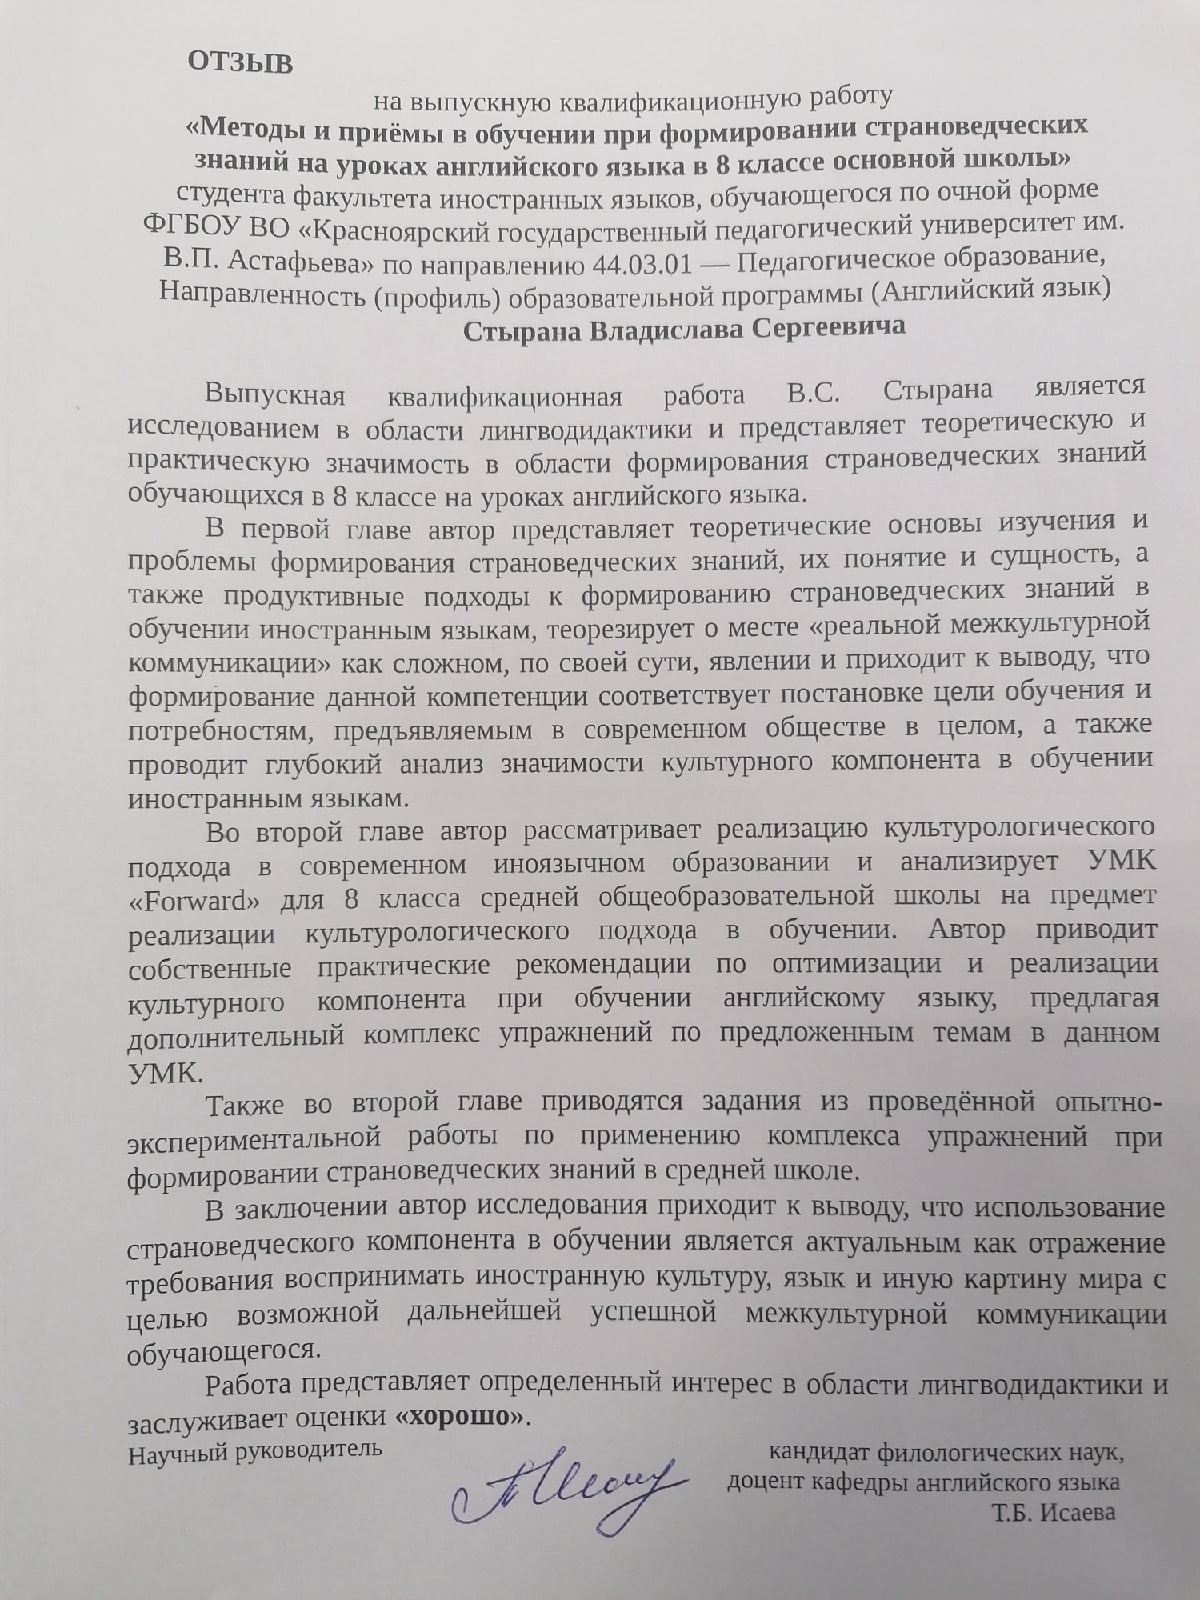 ОТЗЫВ
на выпускную квалификационную работу
«Методы и приёмы в обучении при формировании страноведческих
знаний на уроках английского языка в 8 классе основной школы»
студента факультета иностранных языков, обучающегося по очной форме
ФГБОУ ВО «Красноярский государственный педагогический университет им.
В.П. Астафьева» по направлению 44.03.01 — Педагогическое образование,
Направленность (профиль) образовательной программы (Английский язык)
Стырана Владислава Сергеевича
Выпускная квалификационная работа В.С. Стырана является
исследованием в области лингводидактики и представляет теоретическую и
практическую значимость в области формирования страноведческих знаний
обучающихся в 8 классе на уроках английского языка.
В первой главе автор представляет теоретические основы изучения и
проблемы формирования страноведческих знаний, их понятие и сущность, а
также продуктивные подходы к формированию страноведческих знаний в
обучении иностранным языкам, теорезирует о месте «реальной межкультурной
коммуникации» как сложном, по своей сути, явлении и приходит к выводу, что
формирование данной компетенции соответствует постановке цели обучения и
потребностям, предъявляемым в современном обществе в целом, а также
проводит глубокий анализ значимости культурного компонента в обучении
иностранным языкам.
Во второй главе автор рассматривает реализацию культурологического
подхода в современном иноязычном образовании и анализирует УМК
«Forward» для 8 класса средней общеобразовательной школы на предмет
реализации культурологического подхода в обучении. Автор приводит
собственные практические рекомендации по оптимизации и реализации
культурного компонента при обучении английскому языку, предлагая
дополнительный комплекс упражнений по предложенным темам в данном
УМК.
Также во второй главе приводятся задания из проведённой опытно-
экспериментальной работы по применению комплекса упражнений при
формировании страноведческих знаний в средней школе.
В заключении автор исследования приходит к выводу, что использование
страноведческого компонента в обучении является актуальным как отражение
требования воспринимать иностранную культуру, язык и иную картину мира с
целью возможной дальнейшей успешной межкультурной коммуникации
обучающегося.
Работа представляет определенный интерес в области лингводидактики и
заслуживает оценки «хорошо».
Научный руководитель
кандидат филологических наук,
доцент кафедры английского языка
Т.Б. Исаева